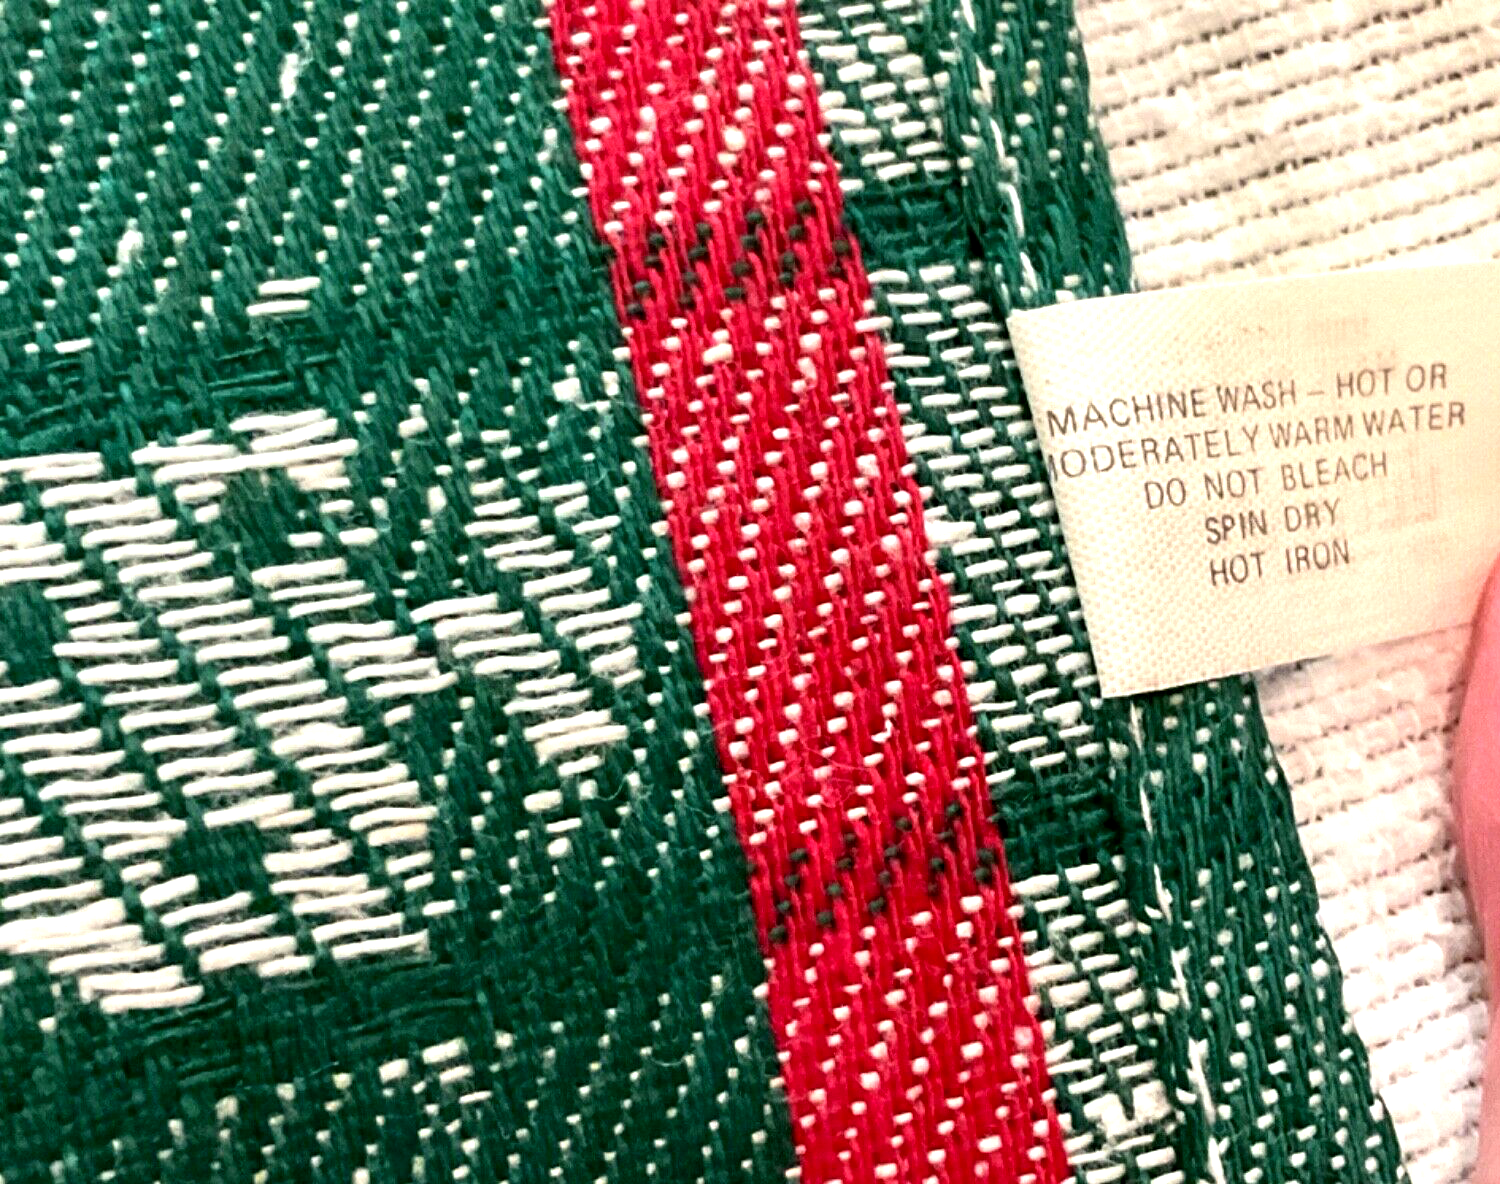 MACHINE WASH – HOT OR
MODERATELY WARM WATER
DO NOT BLEACH
SPIN DRY
HOT IRON